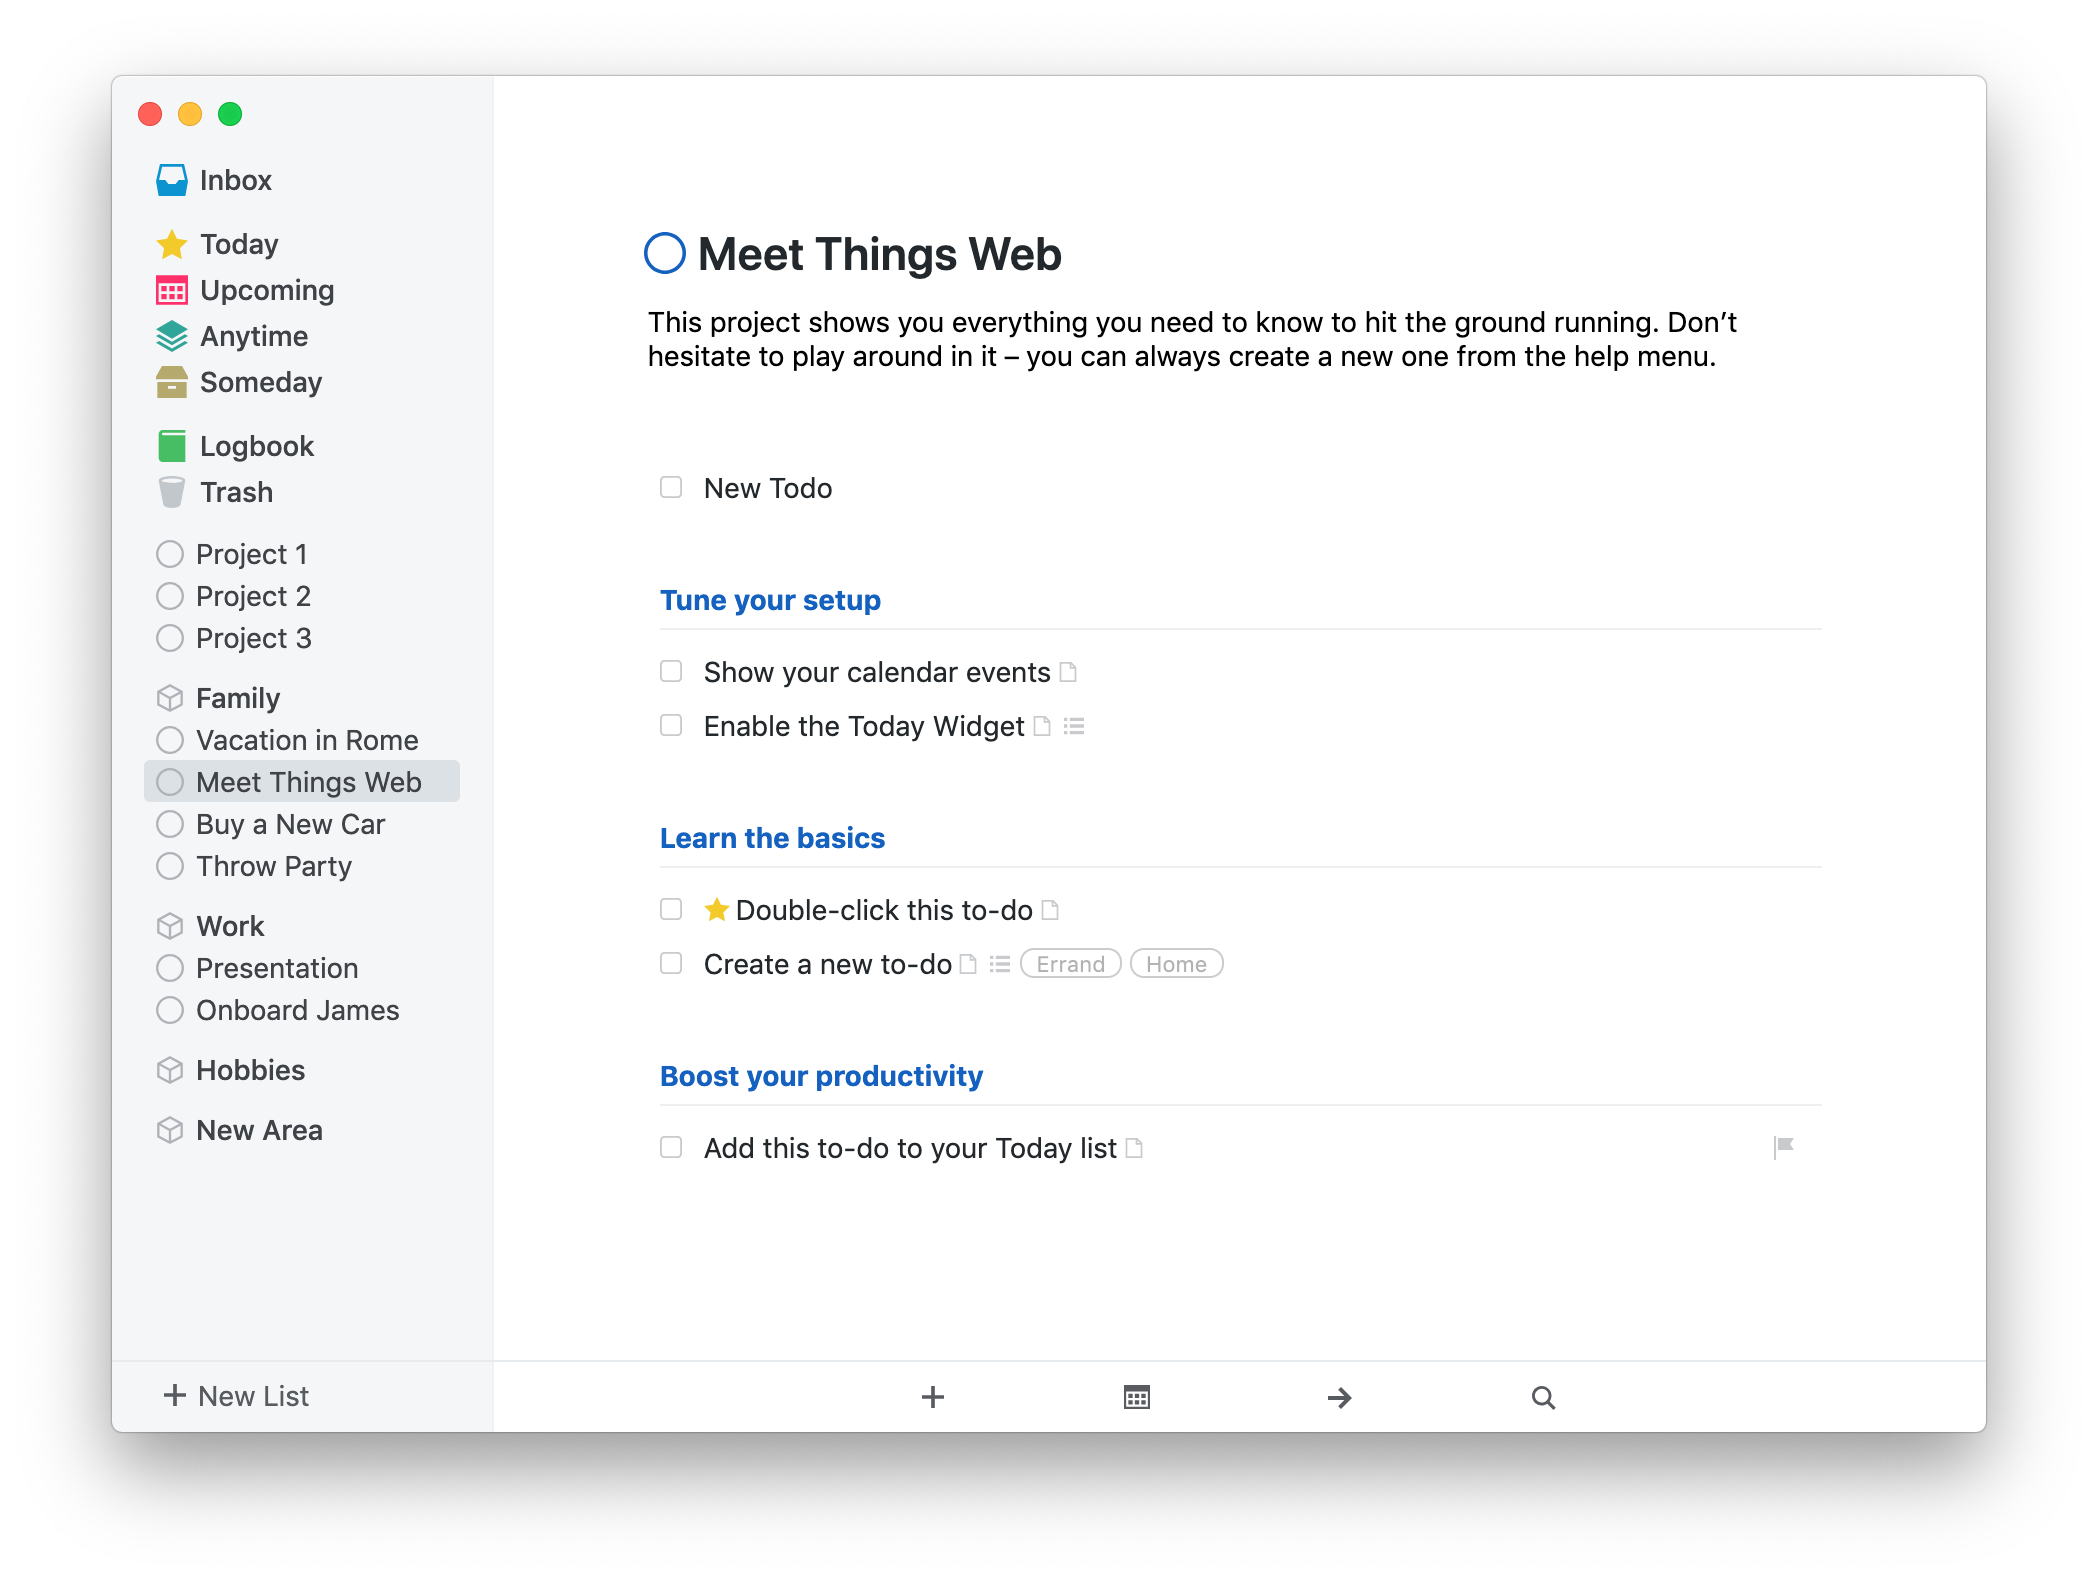 Inbox
Today
Upcoming
Anytime
Someday
Logbook
Trash
Project 1
Project 2
Project 3
Family
Vacation in Rome
Meet Things Web
Buy a New Car
Throw Party
Work
Presentation
Onboard James
Hobbies
New Area
New List
Meet Things Web
This project shows you everything you need to know to hit the ground running. Don’t
hesitate to play around in it – you can always create a new one from the help menu.
New Todo
Tune your setup
Show your calendar events
Enable the Today Widget
Learn the basics
Double-click this to-do
Create a new to-do Errand Home
Boost your productivity
Add this to-do to your Today list